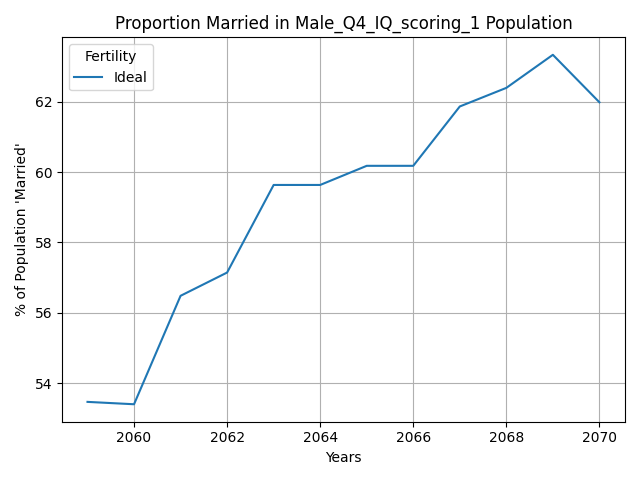 Proportion Married in Male_Q4_IQ_scoring_1 Population
Fertility
Ideal
% of Population 'Married'
62
60
58
56
54
2060 2062 2064 2066 2068 2070
Years